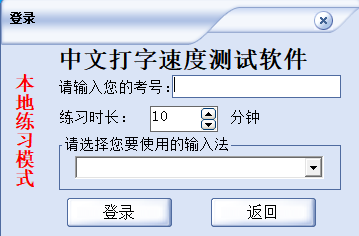 登录
中文打字速度测试软件
本地练习模式
请输入您的考号:
练习时长: 10 分钟
请选择您要使用的输入法
登录 返回